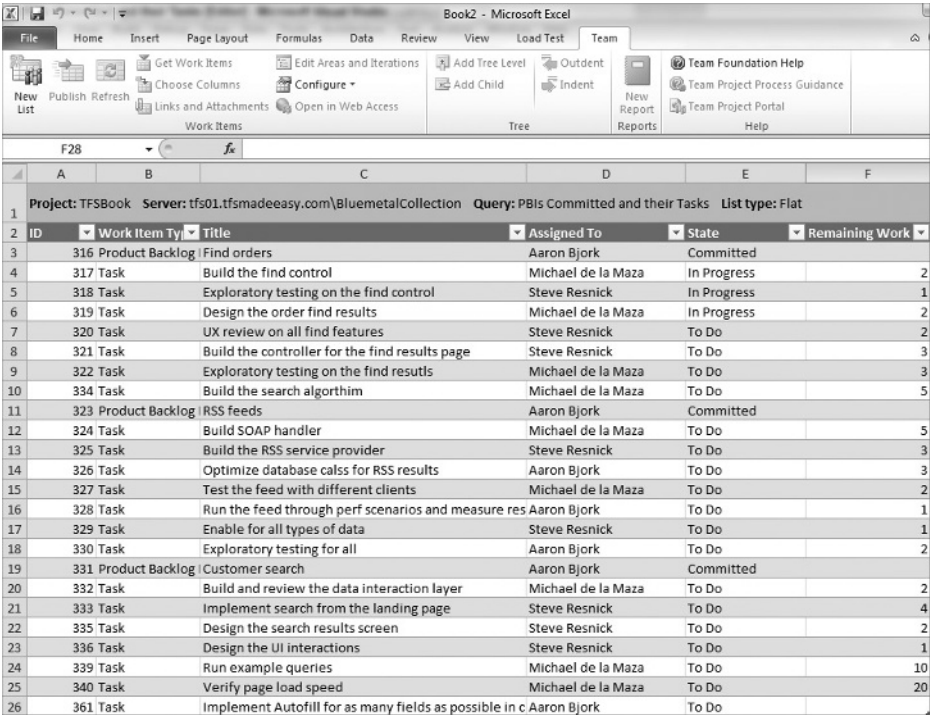 Book2 - Microsoft Excel
File Home Insert Page Layout Formulas Data Review View Load Test Team
Get Work Items Edit Areas and Iterations Add Tree Level Outdent Team Foundation Help
New List Publish Refresh Choose Columns Configure Add Child Indent New Report Team Project Process Guidance
Links and Attachments Open in Web Access Team Project Portal
Work Items Tree Reports Help
F28 fx
A B C D E F
1 Project: TFSBook Server: tfs01.tfsmadeeasy.com\BluemetalCollection Query: PBIs Committed and their Tasks List type: Flat
2 ID Work Item Ty Title Assigned To State Remaining Work
3 316 Product Backlog Find orders Aaron Bjork Committed
4 317 Task Build the find control Michael de la Maza In Progress 2
5 318 Task Exploratory testing on the find control Steve Resnick In Progress 1
6 319 Task Design the order find results Michael de la Maza In Progress 2
7 320 Task UX review on all find features Steve Resnick To Do 2
8 321 Task Build the controller for the find results page Steve Resnick To Do 3
9 322 Task Exploratory testing on the find resutls Michael de la Maza To Do 3
10 334 Task Build the search algorthim Michael de la Maza To Do 5
11 323 Product Backlog RSS feeds Aaron Bjork Committed
12 324 Task Build SOAP handler Michael de la Maza To Do 5
13 325 Task Build the RSS service provider Steve Resnick To Do 3
14 326 Task Optimize database calss for RSS results Aaron Bjork To Do 3
15 327 Task Test the feed with different clients Michael de la Maza To Do 2
16 328 Task Run the feed through perf scenarios and measure res Aaron Bjork To Do 1
17 329 Task Enable for all types of data Steve Resnick To Do 1
18 330 Task Exploratory testing for all Aaron Bjork To Do 2
19 331 Product Backlog Customer search Aaron Bjork Committed
20 332 Task Build and review the data interaction layer Michael de la Maza To Do 2
21 333 Task Implement search from the landing page Steve Resnick To Do 4
22 335 Task Design the search results screen Steve Resnick To Do 2
23 336 Task Design the UI interactions Steve Resnick To Do 1
24 339 Task Run example queries Michael de la Maza To Do 10
25 340 Task Verify page load speed Michael de la Maza To Do 20
26 361 Task Implement Autofill for as many fields as possible in c Aaron Bjork To Do